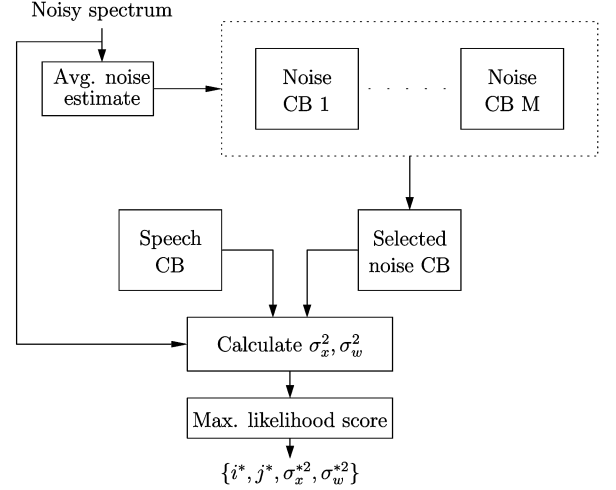 Noisy spectrum
Avg. noise
estimate
Noise
CB 1
. . . . .
Noise
CB M
Speech
CB
Selected
noise CB
Calculate σ_x^2, σ_w^2
Max. likelihood score
{i*, j*, σ_x^{*2}, σ_w^{*2}}